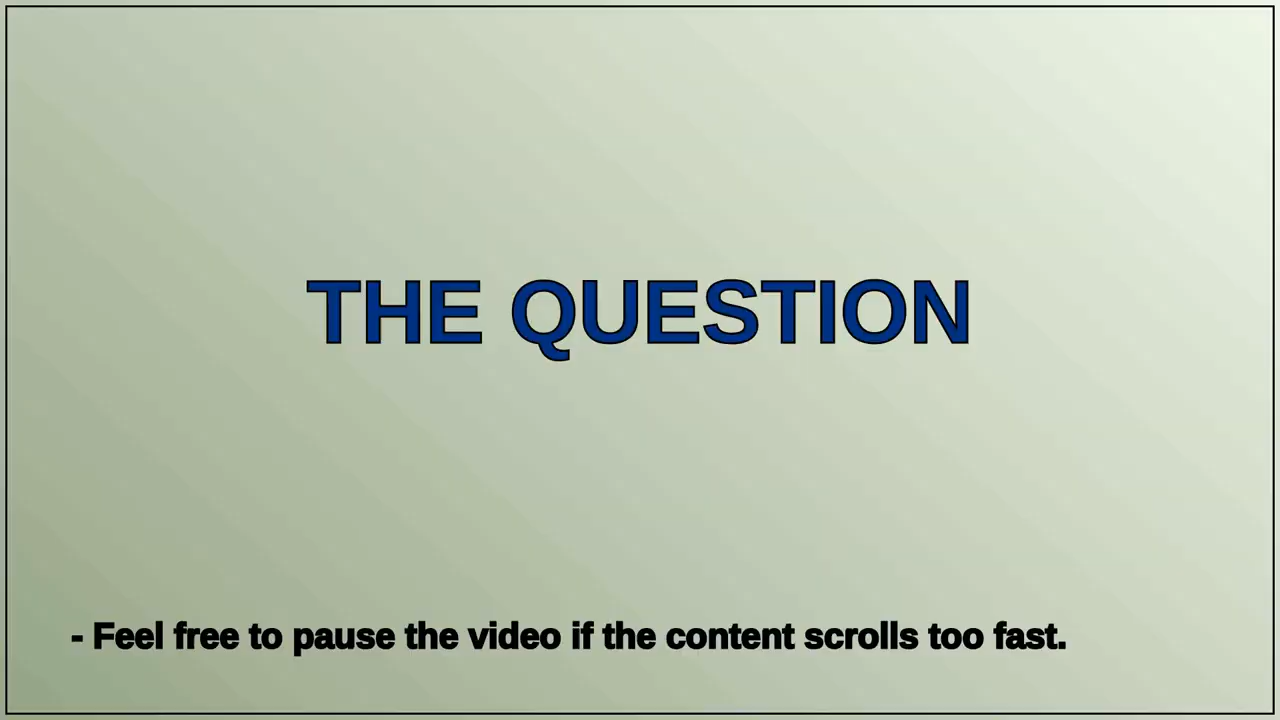 THE QUESTION
- Feel free to pause the video if the content scrolls too fast.